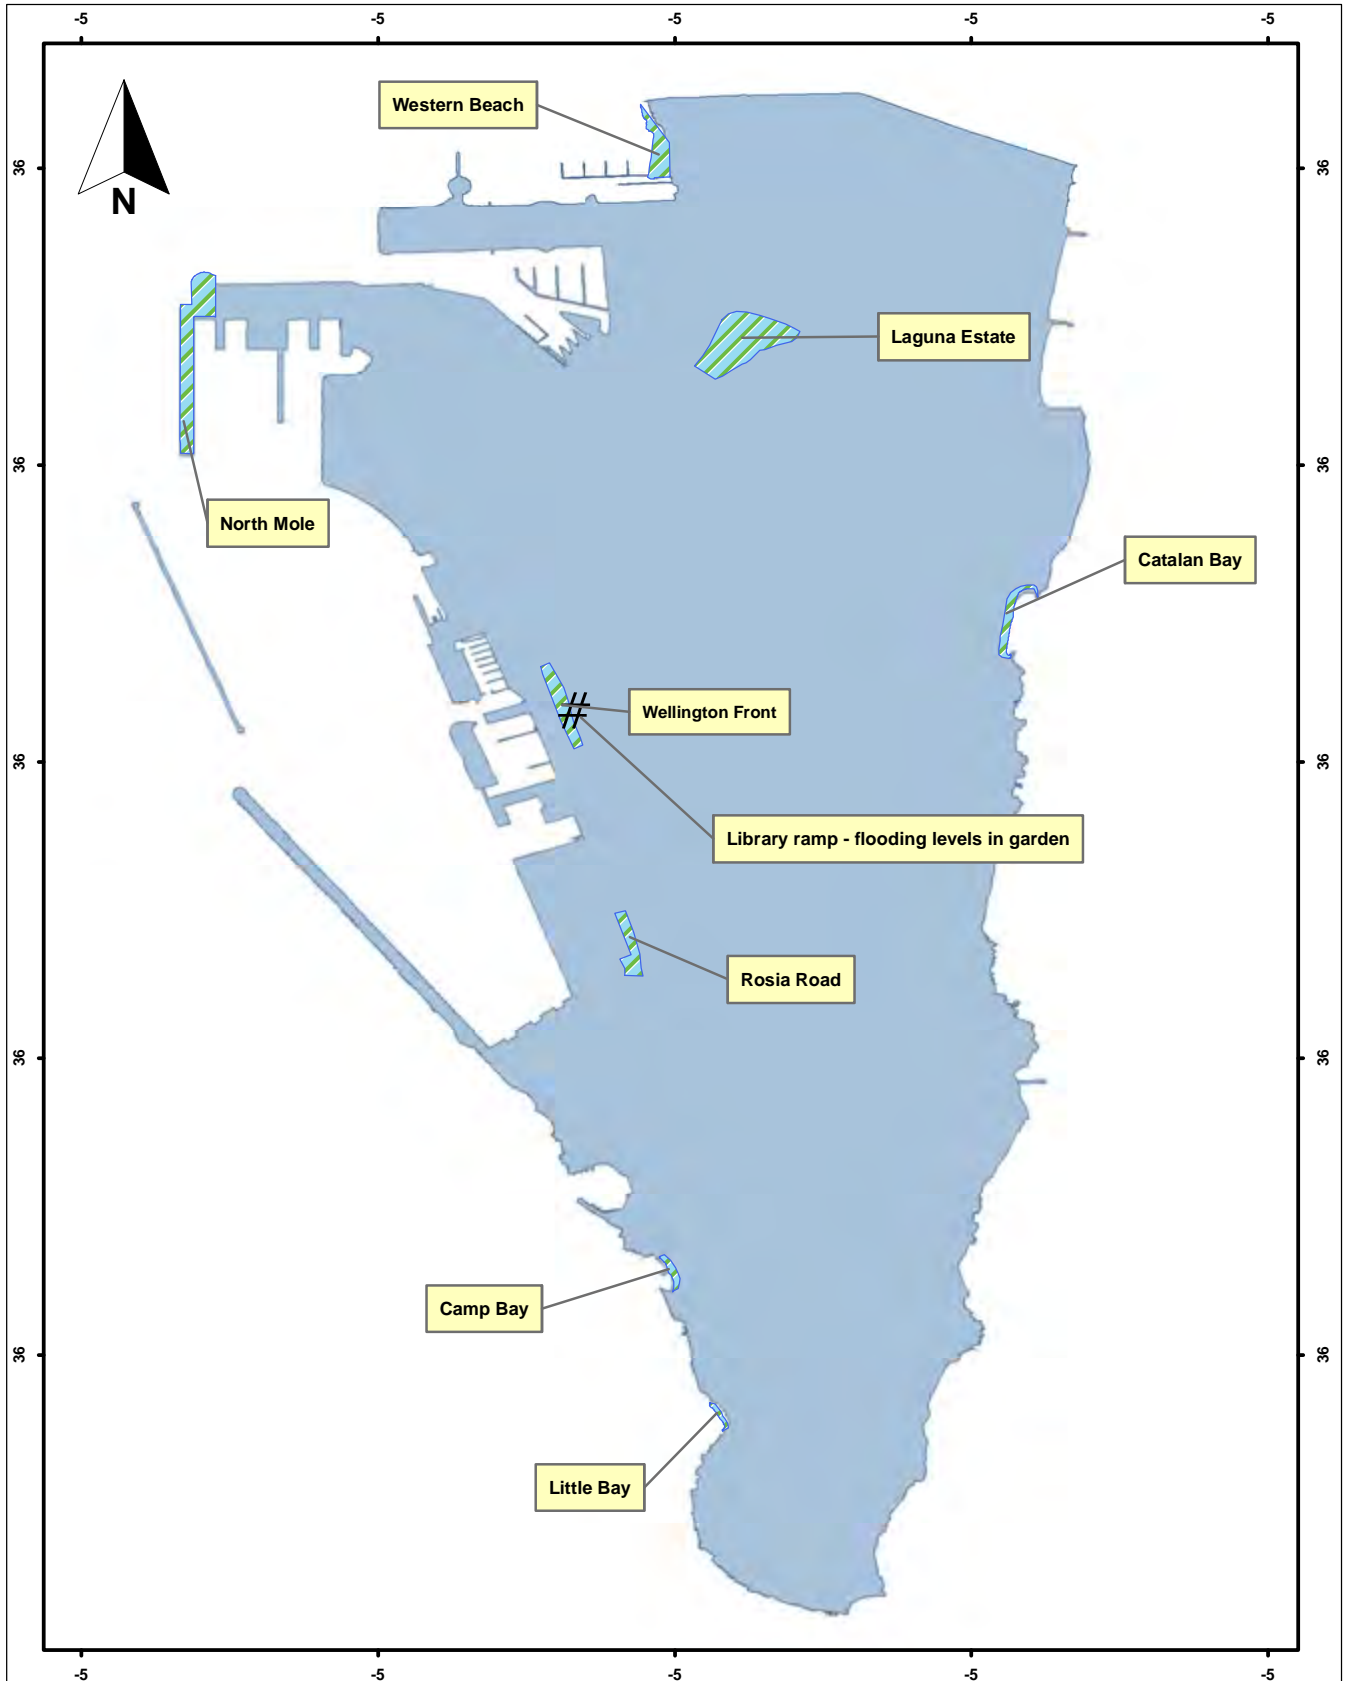 -5 -5 -5 -5 -5
Western Beach
36 36
N
Laguna Estate
36 36
North Mole
Catalan Bay
Wellington Front
36 36
Library ramp - flooding levels in garden
Rosia Road
36 36
Camp Bay
36 36
Little Bay
-5 -5 -5 -5 -5